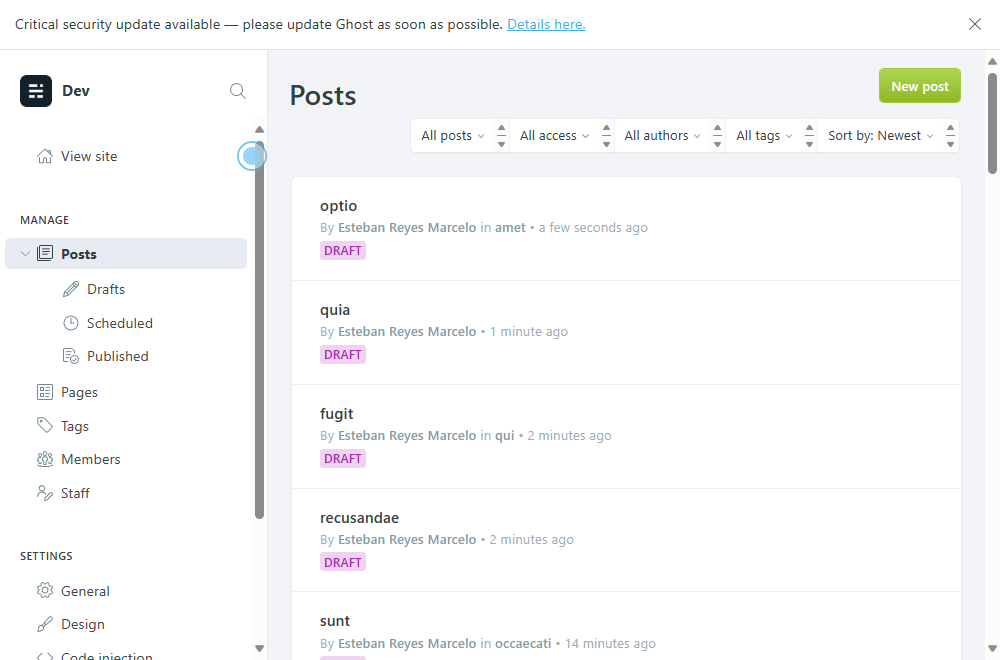 Critical security update available — please update Ghost as soon as possible. Details here.
Dev
View site
MANAGE
Posts
Drafts
Scheduled
Published
Pages
Tags
Members
Staff
SETTINGS
General
Design
Code injection
Posts
New post
All posts
All access
All authors
All tags
Sort by: Newest
optio
By Esteban Reyes Marcelo in amet • a few seconds ago
DRAFT
quia
By Esteban Reyes Marcelo • 1 minute ago
DRAFT
fugit
By Esteban Reyes Marcelo in qui • 2 minutes ago
DRAFT
recusandae
By Esteban Reyes Marcelo • 2 minutes ago
DRAFT
sunt
By Esteban Reyes Marcelo in occaecati • 14 minutes ago